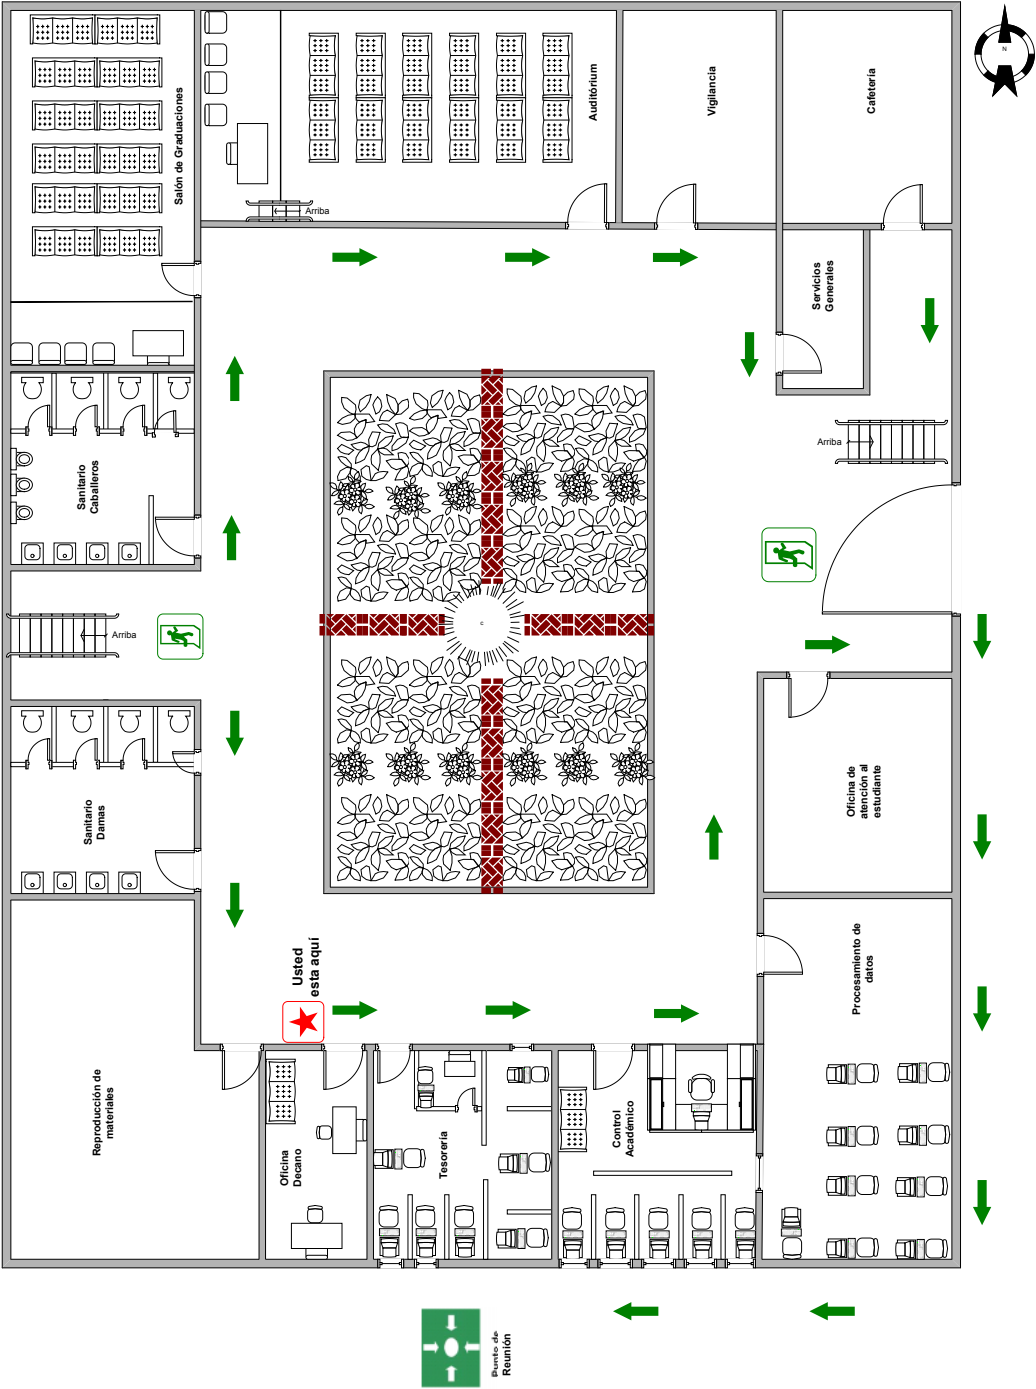 N
Salón de Graduaciones
Auditórium
Vigilancia
Cafetería
Arriba
Servicios
Generales
Sanitario
Caballeros
Arriba
Arriba
C
Sanitario
Damas
Oficina de
atención al
estudiante
Usted
esta aquí
Procesamiento de
datos
Reproducción de
materiales
Oficina
Decano
Tesorería
Control
Académico
Punto de
Reunión